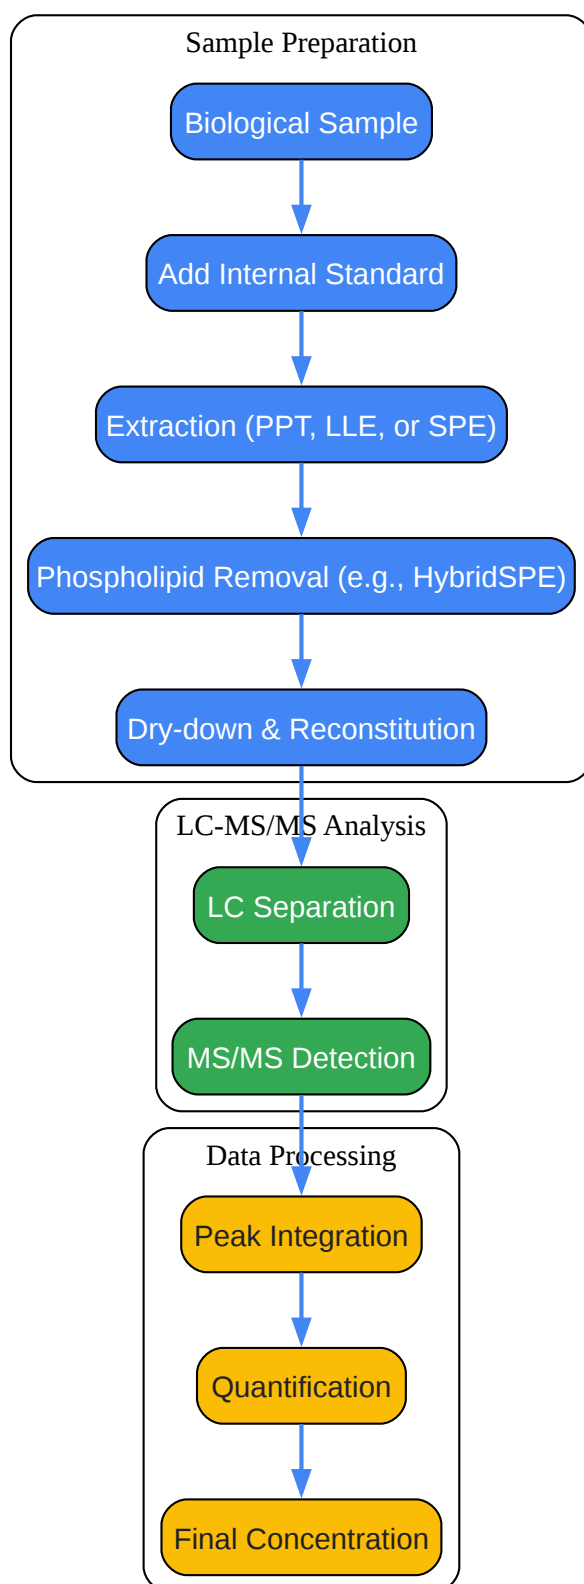 Sample Preparation
Biological Sample
Add Internal Standard
Extraction (PPT, LLE, or SPE)
Phospholipid Removal (e.g., HybridSPE)
Dry-down & Reconstitution
LC-MS/MS Analysis
LC Separation
MS/MS Detection
Data Processing
Peak Integration
Quantification
Final Concentration